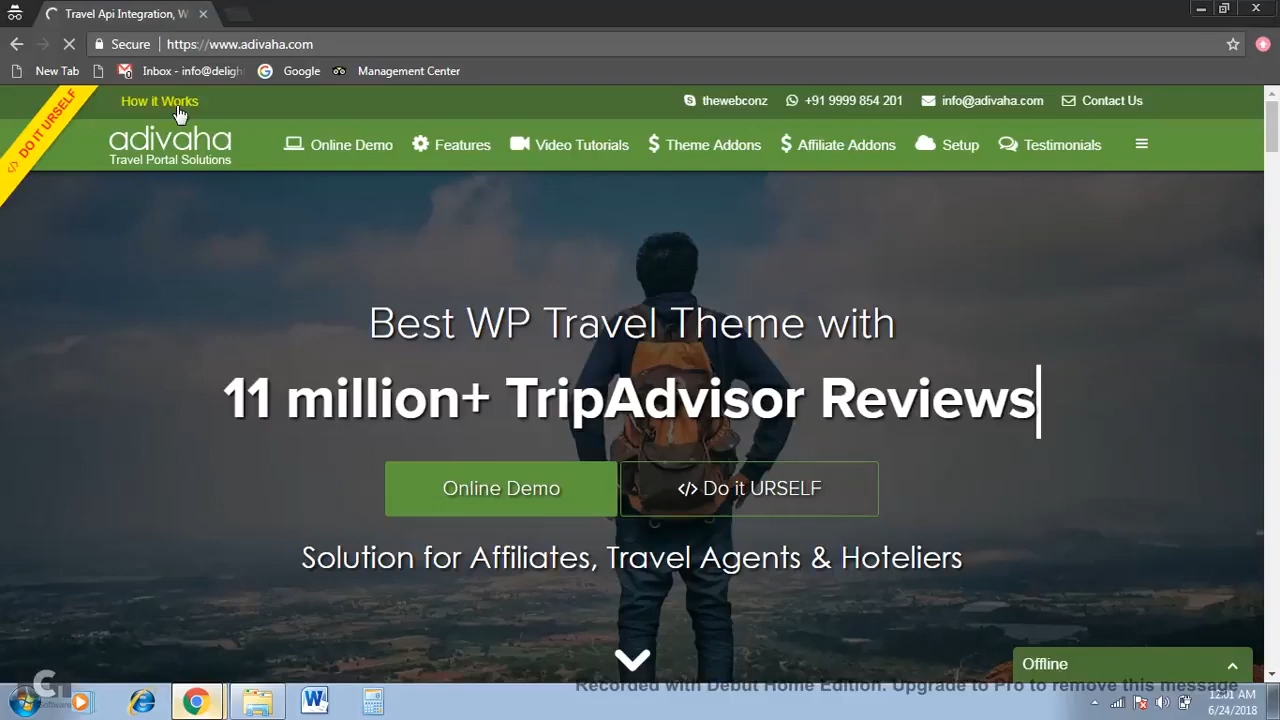 Travel Api Integration, W
Secure https://www.adivaha.com
New Tab Inbox - info@deligh Google Management Center
DO IT URSELF
How it Works thewebconz +91 9999 854 201 info@adivaha.com Contact Us
adivaha
Travel Portal Solutions
Online Demo Features Video Tutorials Theme Addons Affiliate Addons Setup Testimonials
Best WP Travel Theme with
11 million+ TripAdvisor Reviews
Online Demo </> Do it URSELF
Solution for Affiliates, Travel Agents & Hoteliers
Offline
Recorded with Debut Home Edition. Upgrade to Pro to remove this message
Software
12:01 AM
6/24/2018